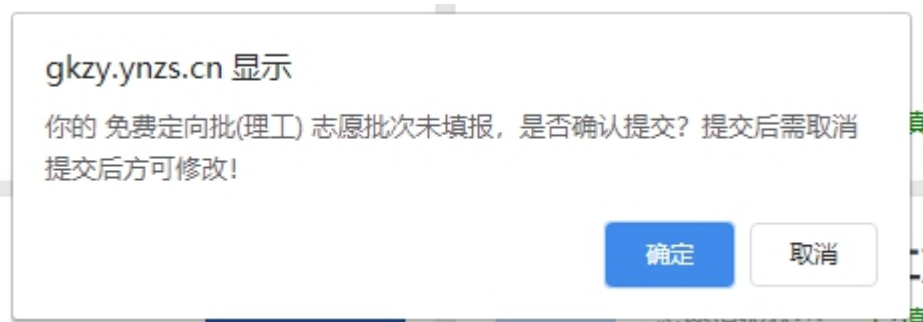 gkzy.ynzs.cn 显示
你的 免费定向批(理工) 志愿批次未填报，是否确认提交？提交后需取消
提交后方可修改！
确定
取消